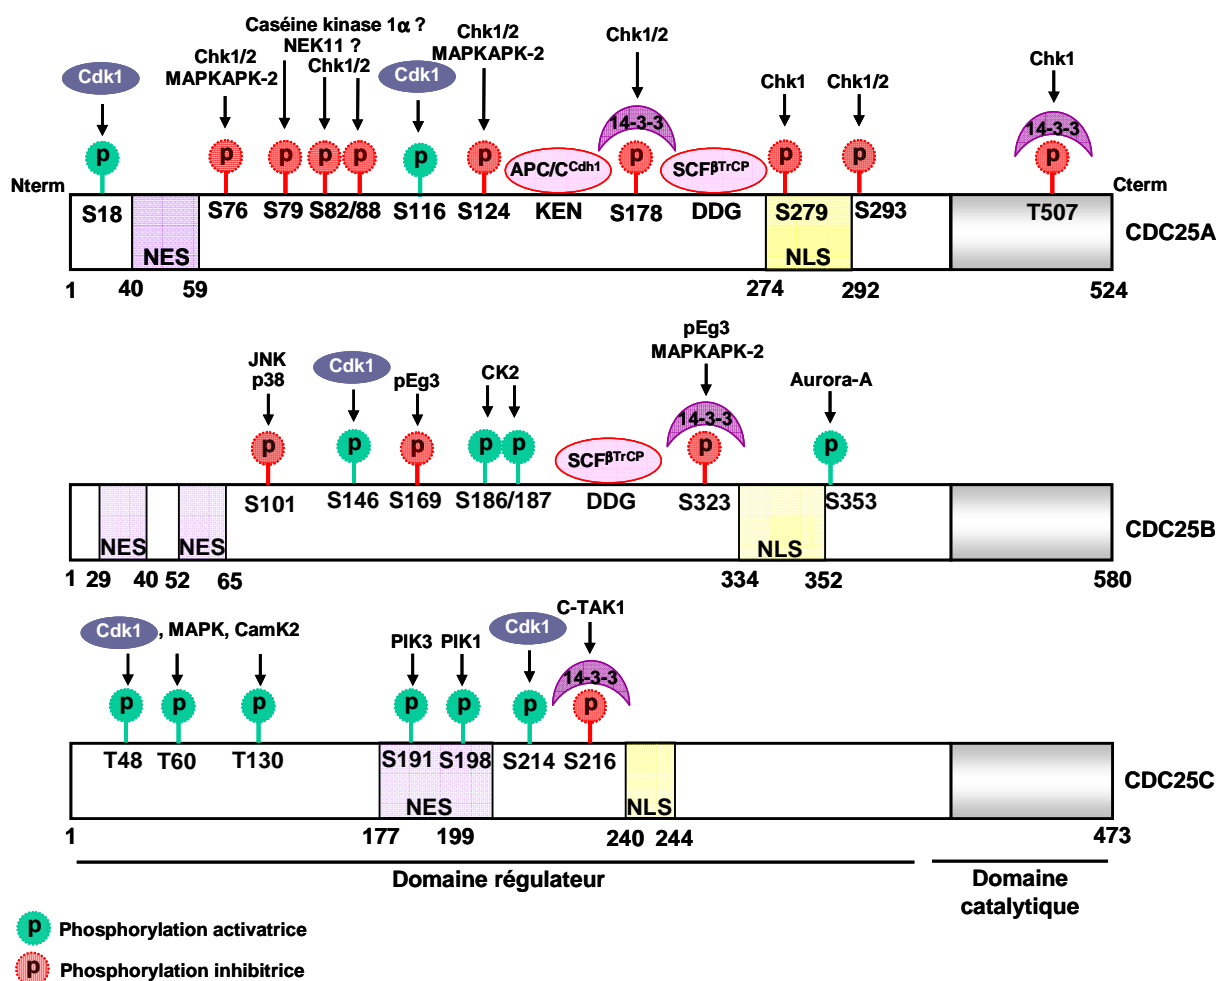 Caséine kinase 1α ?
NEK11 ?
Chk1/2
Cdk1
Chk1/2
MAPKAPK-2
Cdk1
Chk1/2
MAPKAPK-2
Chk1/2
Chk1
Chk1/2
Chk1
14-3-3
14-3-3
p p p p p p p p p p p
APC/C^Cdh1
SCF^βTrCP
Nterm
Cterm
S18 S76 S79 S82/88 S116 S124 KEN S178 DDG S279 S293 T507
NES NLS
CDC25A
1 40 59 274 292 524
JNK
p38
Cdk1
pEg3
CK2
pEg3
MAPKAPK-2
Aurora-A
14-3-3
p p p p p p p
SCF^βTrCP
S101 S146 S169 S186/187 DDG S323 S353
NES NES NLS
CDC25B
1 29 40 52 65 334 352 580
Cdk1 , MAPK, CamK2
PIK3 PIK1
Cdk1
C-TAK1
14-3-3
p p p p p p p
T48 T60 T130 S191 S198 S214 S216
NES NLS
CDC25C
1 177 199 240 244 473
Domaine régulateur
Domaine
catalytique
p Phosphorylation activatrice
p Phosphorylation inhibitrice